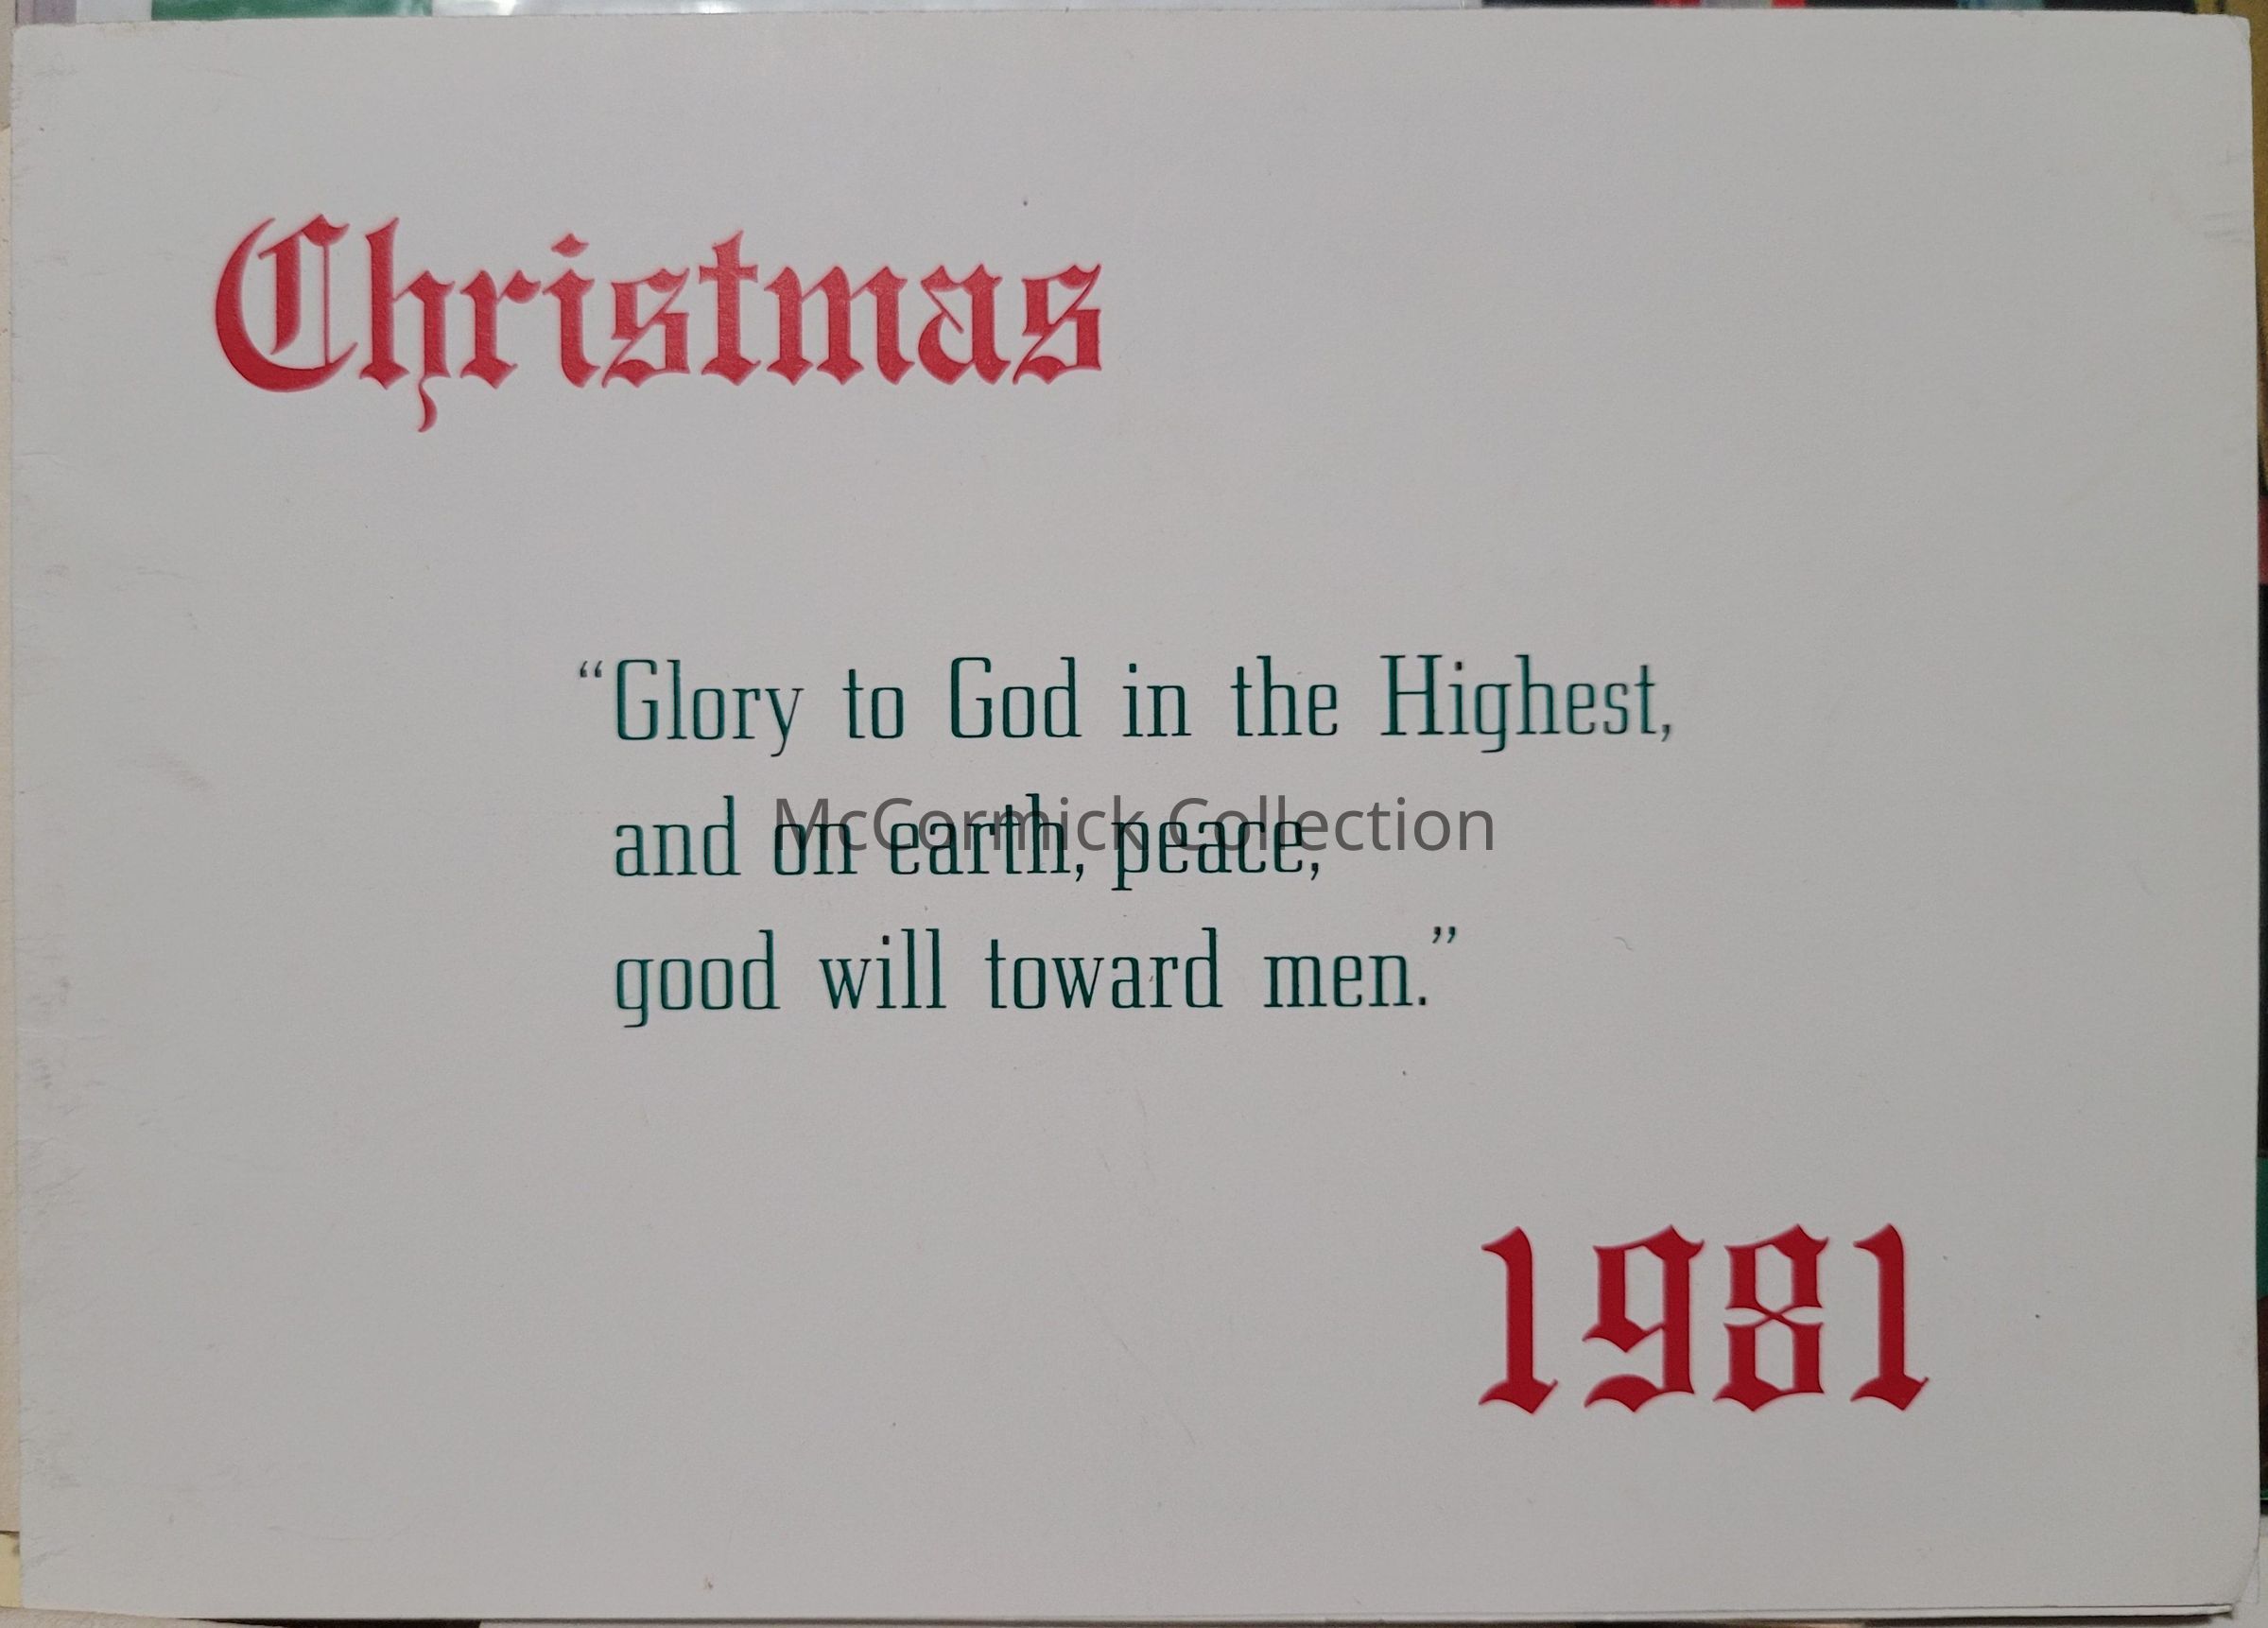 Christmas
“Glory to God in the Highest,
and on earth, peace,
good will toward men.”
McCormick Collection
1981